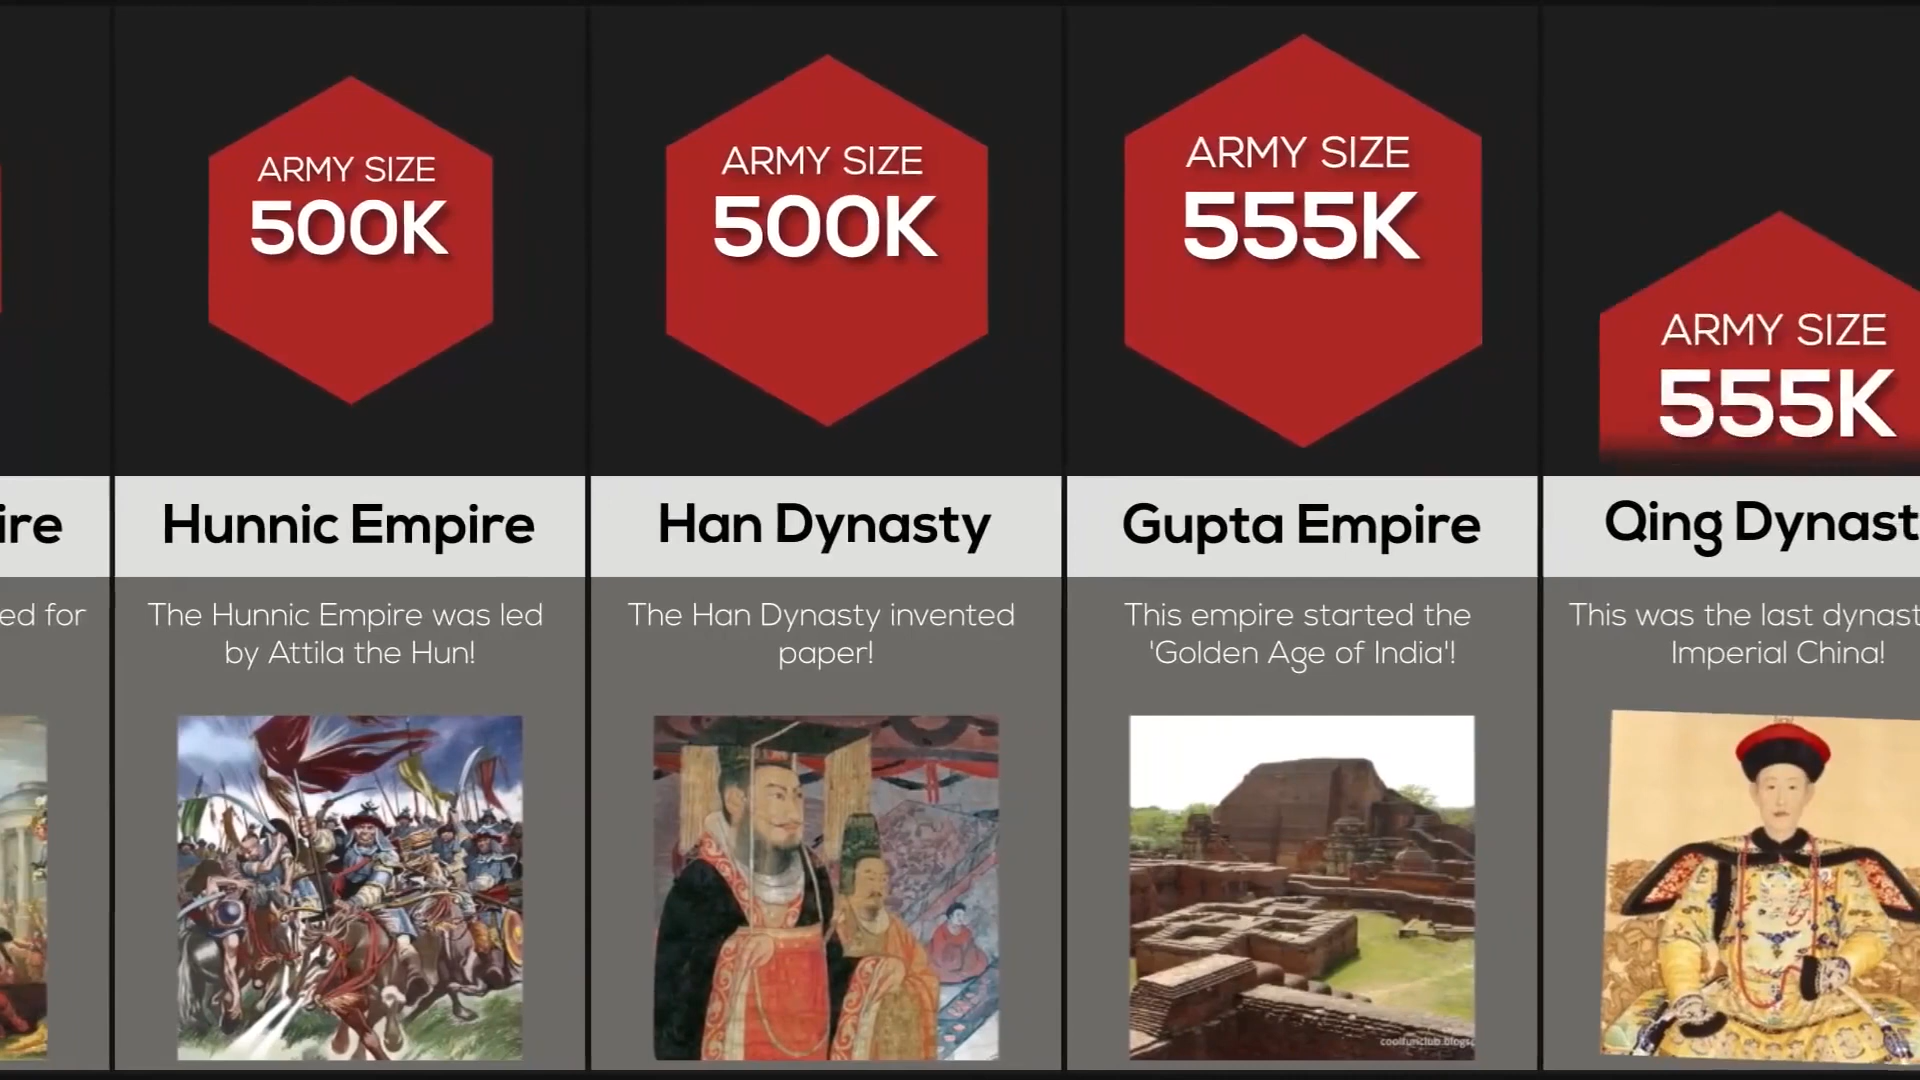 ire
ed for
ARMY SIZE
500K
Hunnic Empire
The Hunnic Empire was led
by Attila the Hun!
ARMY SIZE
500K
Han Dynasty
The Han Dynasty invented
paper!
ARMY SIZE
555K
Gupta Empire
This empire started the
'Golden Age of India'!
coolfunclub.blogs
ARMY SIZE
555K
Qing Dynast
This was the last dynast
Imperial China!